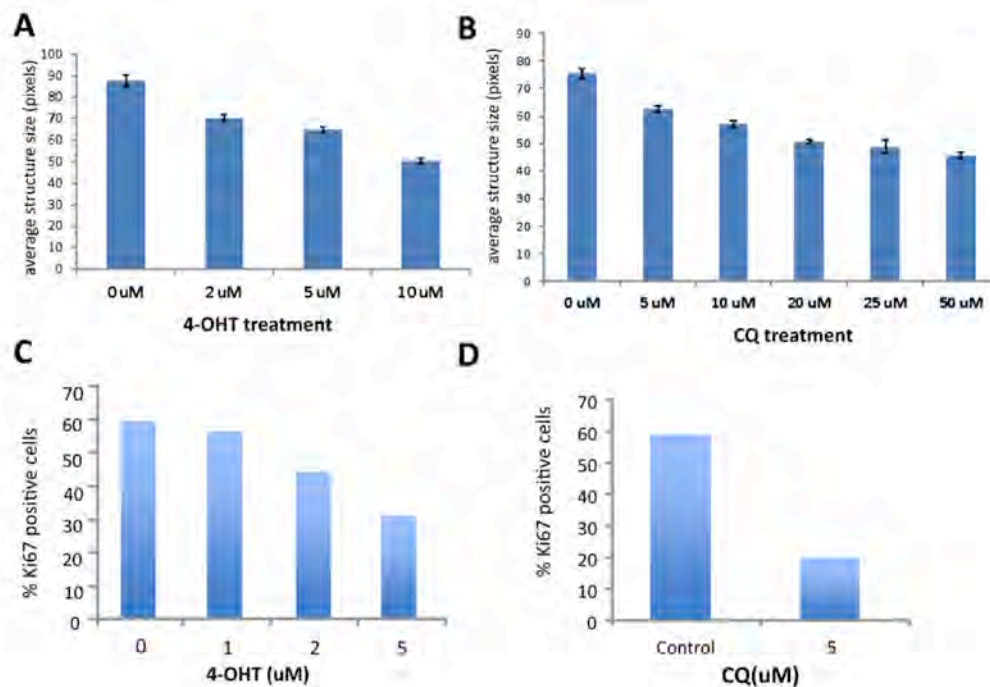 A
average structure size (pixels)
100
90
80
70
60
50
40
30
20
10
0
0 uM 2 uM 5 uM 10 uM
4-OHT treatment
B
average structure size (pixels)
90
80
70
60
50
40
30
20
10
0
0 uM 5 uM 10 uM 20 uM 25 uM 50 uM
CQ treatment
C
% Ki67 positive cells
70
60
50
40
30
20
10
0
0 1 2 5
4-OHT (uM)
D
% Ki67 positive cells
70
60
50
40
30
20
10
0
Control 5
CQ(uM)